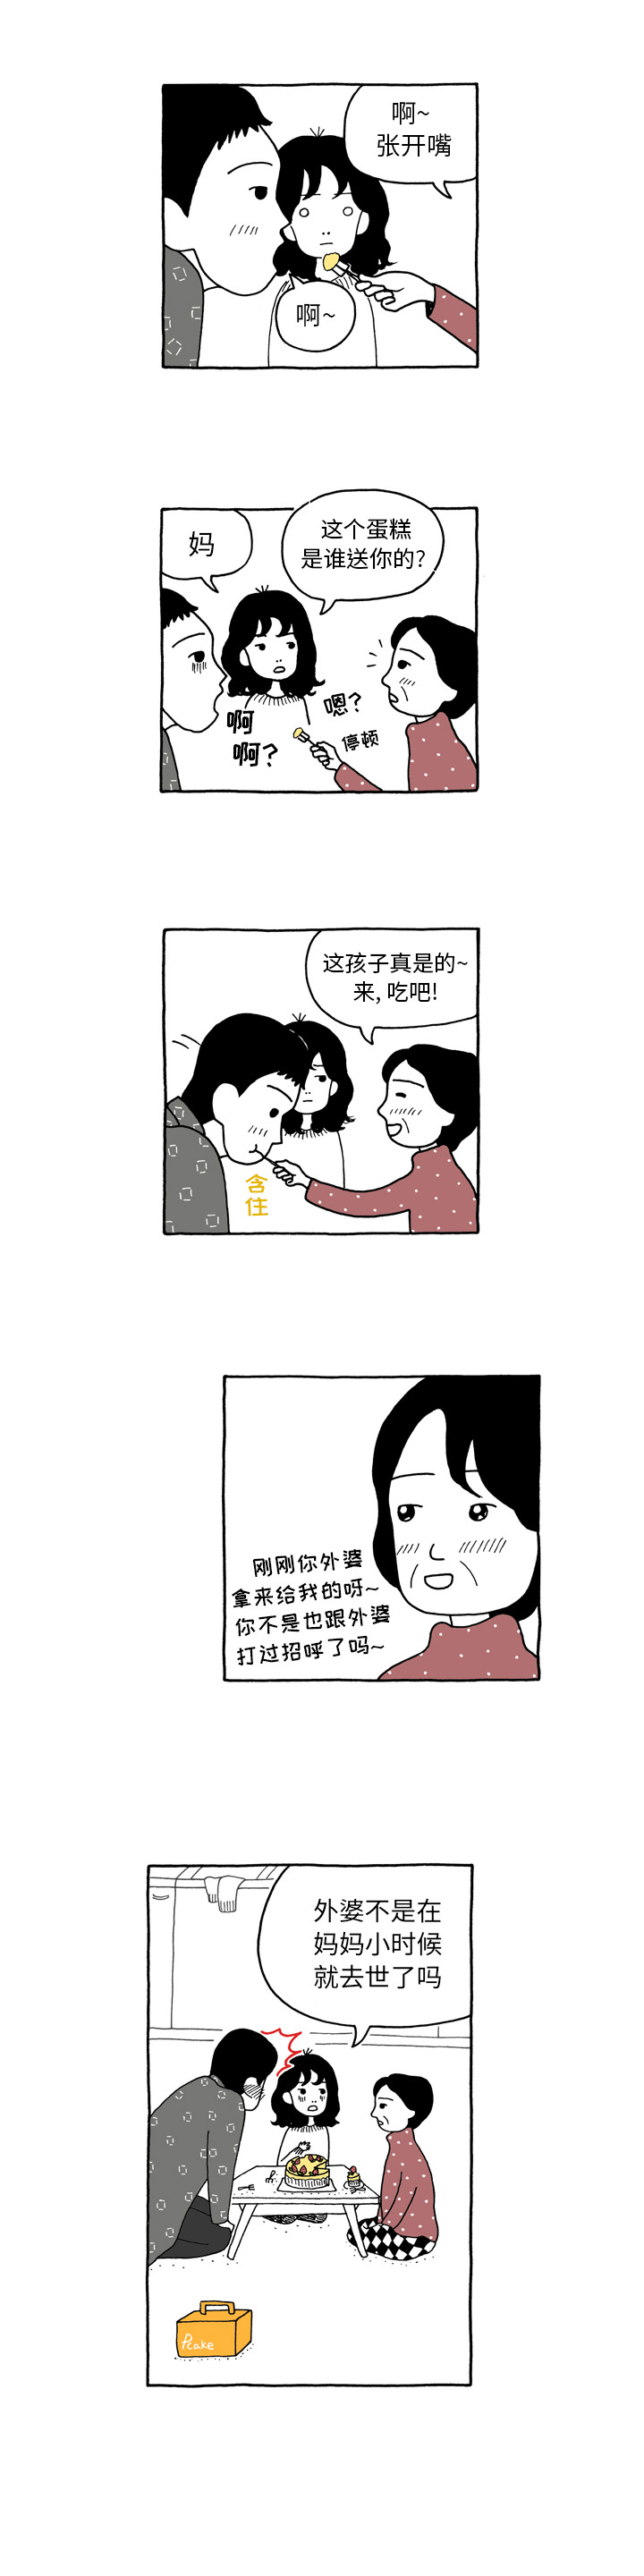 啊~
张开嘴
啊~
妈
这个蛋糕
是谁送你的?
啊
啊?
嗯?
停顿
这孩子真是的~
来, 吃吧!
含
住
刚刚你外婆
拿来给我的呀~
你不是也跟外婆
打过招呼了吗~
外婆不是在
妈妈小时候
就去世了吗
Pcake